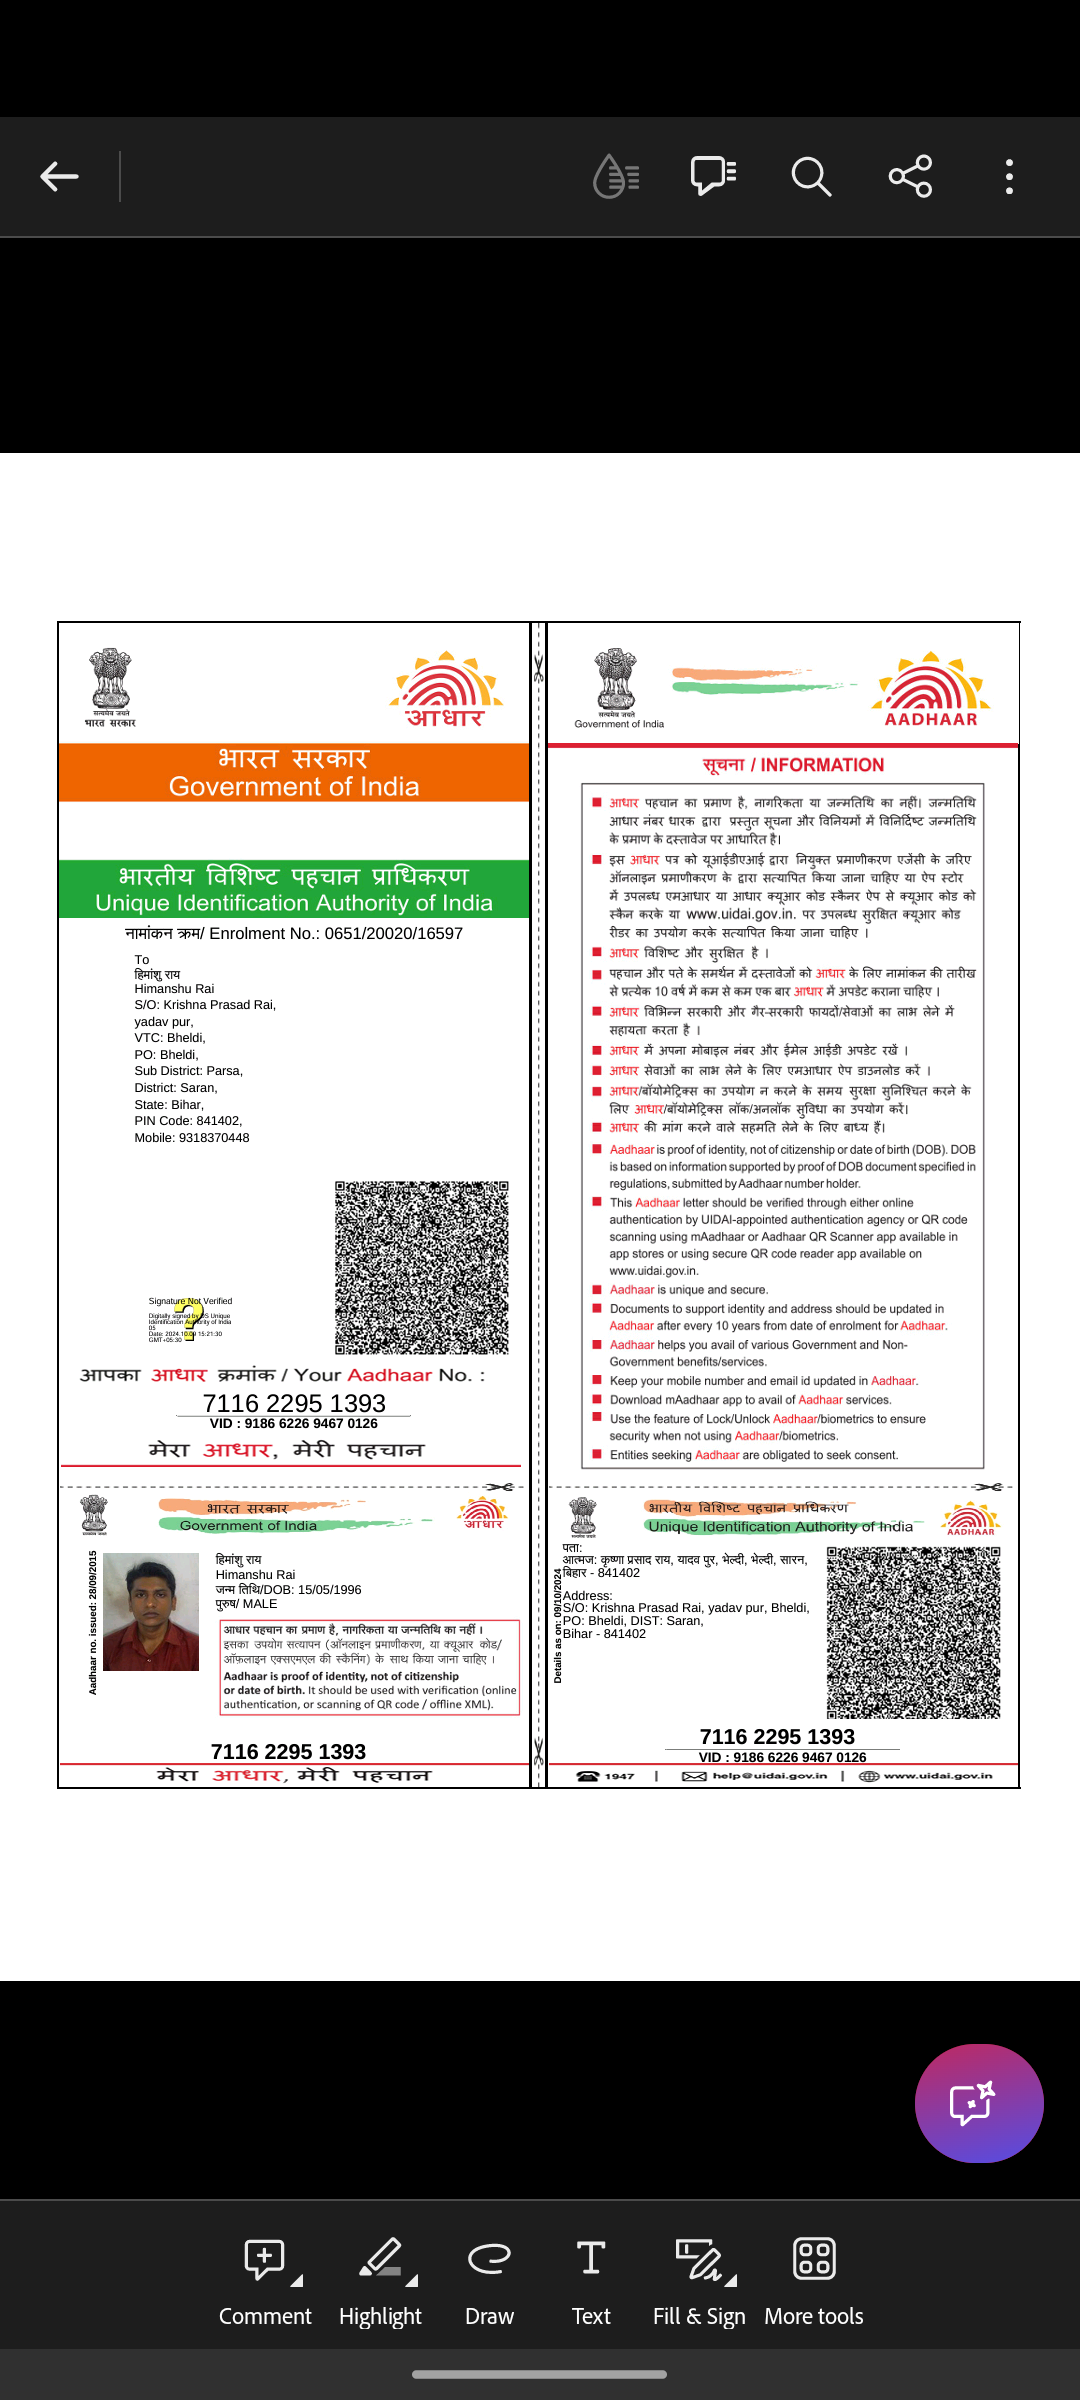 सत्यमेव जयते
भारत सरकार
आधार
भारत सरकार
Government of India
भारतीय विशिष्ट पहचान प्राधिकरण
Unique Identification Authority of India
नामांकन क्रम/ Enrolment No.: 0651/20020/16597
To
हिमांशु राय
Himanshu Rai
S/O: Krishna Prasad Rai,
yadav pur,
VTC: Bheldi,
PO: Bheldi,
Sub District: Parsa,
District: Saran,
State: Bihar,
PIN Code: 841402,
Mobile: 9318370448
Signature Not Verified
Digitally signed by DS Unique
Identification Authority of India
05
Date: 2024.10.09 15:21:30
GMT+05:30
आपका आधार क्रमांक / Your Aadhaar No. :
7116 2295 1393
VID : 9186 6226 9467 0126
मेरा आधार, मेरी पहचान
सत्यमेव जयते
Government of India
AADHAAR
सूचना / INFORMATION
आधार पहचान का प्रमाण है, नागरिकता या जन्मतिथि का नहीं। जन्मतिथि
आधार नंबर धारक द्वारा प्रस्तुत सूचना और विनियमों में विनिर्दिष्ट जन्मतिथि
के प्रमाण के दस्तावेज पर आधारित है।
इस आधार पत्र को यूआईडीएआई द्वारा नियुक्त प्रमाणीकरण एजेंसी के जरिए
ऑनलाइन प्रमाणीकरण के द्वारा सत्यापित किया जाना चाहिए या ऐप स्टोर
में उपलब्ध एमआधार या आधार क्यूआर कोड स्कैनर ऐप से क्यूआर कोड को
स्कैन करके या www.uidai.gov.in. पर उपलब्ध सुरक्षित क्यूआर कोड
रीडर का उपयोग करके सत्यापित किया जाना चाहिए ।
आधार विशिष्ट और सुरक्षित है ।
पहचान और पते के समर्थन में दस्तावेजों को आधार के लिए नामांकन की तारीख
से प्रत्येक 10 वर्ष में कम से कम एक बार आधार में अपडेट कराना चाहिए ।
आधार विभिन्न सरकारी और गैर-सरकारी फायदों/सेवाओं का लाभ लेने में
सहायता करता है ।
आधार में अपना मोबाइल नंबर और ईमेल आईडी अपडेट रखें ।
आधार सेवाओं का लाभ लेने के लिए एमआधार ऐप डाउनलोड करें ।
आधार/बॉयोमेट्रिक्स का उपयोग न करने के समय सुरक्षा सुनिश्चित करने के
लिए आधार/बॉयोमेट्रिक्स लॉक/अनलॉक सुविधा का उपयोग करें।
आधार की मांग करने वाले सहमति लेने के लिए बाध्य हैं।
Aadhaar is proof of identity, not of citizenship or date of birth (DOB). DOB
is based on information supported by proof of DOB document specified in
regulations, submitted by Aadhaar number holder.
This Aadhaar letter should be verified through either online
authentication by UIDAI-appointed authentication agency or QR code
scanning using mAadhaar or Aadhaar QR Scanner app available in
app stores or using secure QR code reader app available on
www.uidai.gov.in.
Aadhaar is unique and secure.
Documents to support identity and address should be updated in
Aadhaar after every 10 years from date of enrolment for Aadhaar.
Aadhaar helps you avail of various Government and Non-
Government benefits/services.
Keep your mobile number and email id updated in Aadhaar.
Download mAadhaar app to avail of Aadhaar services.
Use the feature of Lock/Unlock Aadhaar/biometrics to ensure
security when not using Aadhaar/biometrics.
Entities seeking Aadhaar are obligated to seek consent.
भारत सरकार
Government of India
आधार
Aadhaar no. issued: 28/09/2015
हिमांशु राय
Himanshu Rai
जन्म तिथि/DOB: 15/05/1996
पुरुष/ MALE
आधार पहचान का प्रमाण है, नागरिकता या जन्मतिथि का नहीं ।
इसका उपयोग सत्यापन (ऑनलाइन प्रमाणीकरण, या क्यूआर कोड/
ऑफ़लाइन एक्सएमएल की स्कैनिंग) के साथ किया जाना चाहिए ।
Aadhaar is proof of identity, not of citizenship
or date of birth. It should be used with verification (online
authentication, or scanning of QR code / offline XML).
7116 2295 1393
मेरा आधार, मेरी पहचान
भारतीय विशिष्ट पहचान प्राधिकरण
Unique Identification Authority of India
AADHAAR
Details as on: 09/10/2024
पता:
आत्मज: कृष्णा प्रसाद राय, यादव पुर, भेल्दी, भेल्दी, सारन,
बिहार - 841402
Address:
S/O: Krishna Prasad Rai, yadav pur, Bheldi,
PO: Bheldi, DIST: Saran,
Bihar - 841402
7116 2295 1393
VID : 9186 6226 9467 0126
1947 | help@uidai.gov.in | www.uidai.gov.in
Comment Highlight Draw Text Fill & Sign More tools